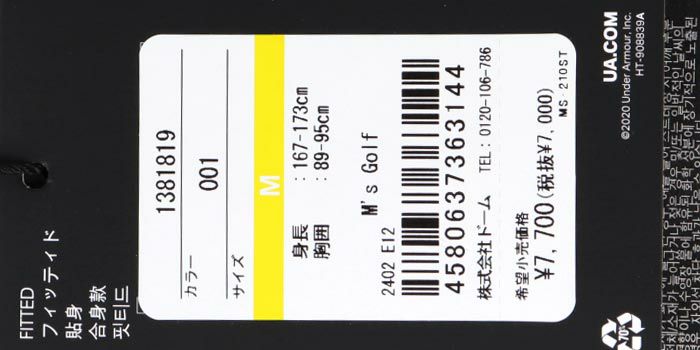 FITTED
フィッティド
貼身
合身款
핏티드
1381819
カラー 001
サイズ M
身長 : 167-173cm
胸囲 : 89-95cm
M's Golf
2402 E12
4580637363144
株式会社ドーム TEL: 0120-106-786
希望小売価格
¥7,700(税抜¥7,000)
MS-210ST
UA.COM
©2020 Under Armour, Inc.
HT-908839A
70%